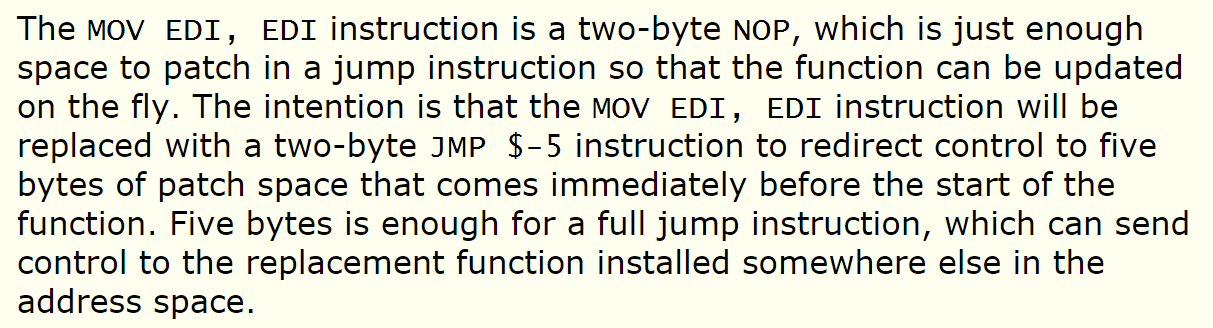 The MOV EDI, EDI instruction is a two-byte NOP, which is just enough
space to patch in a jump instruction so that the function can be updated
on the fly. The intention is that the MOV EDI, EDI instruction will be
replaced with a two-byte JMP $-5 instruction to redirect control to five
bytes of patch space that comes immediately before the start of the
function. Five bytes is enough for a full jump instruction, which can send
control to the replacement function installed somewhere else in the
address space.